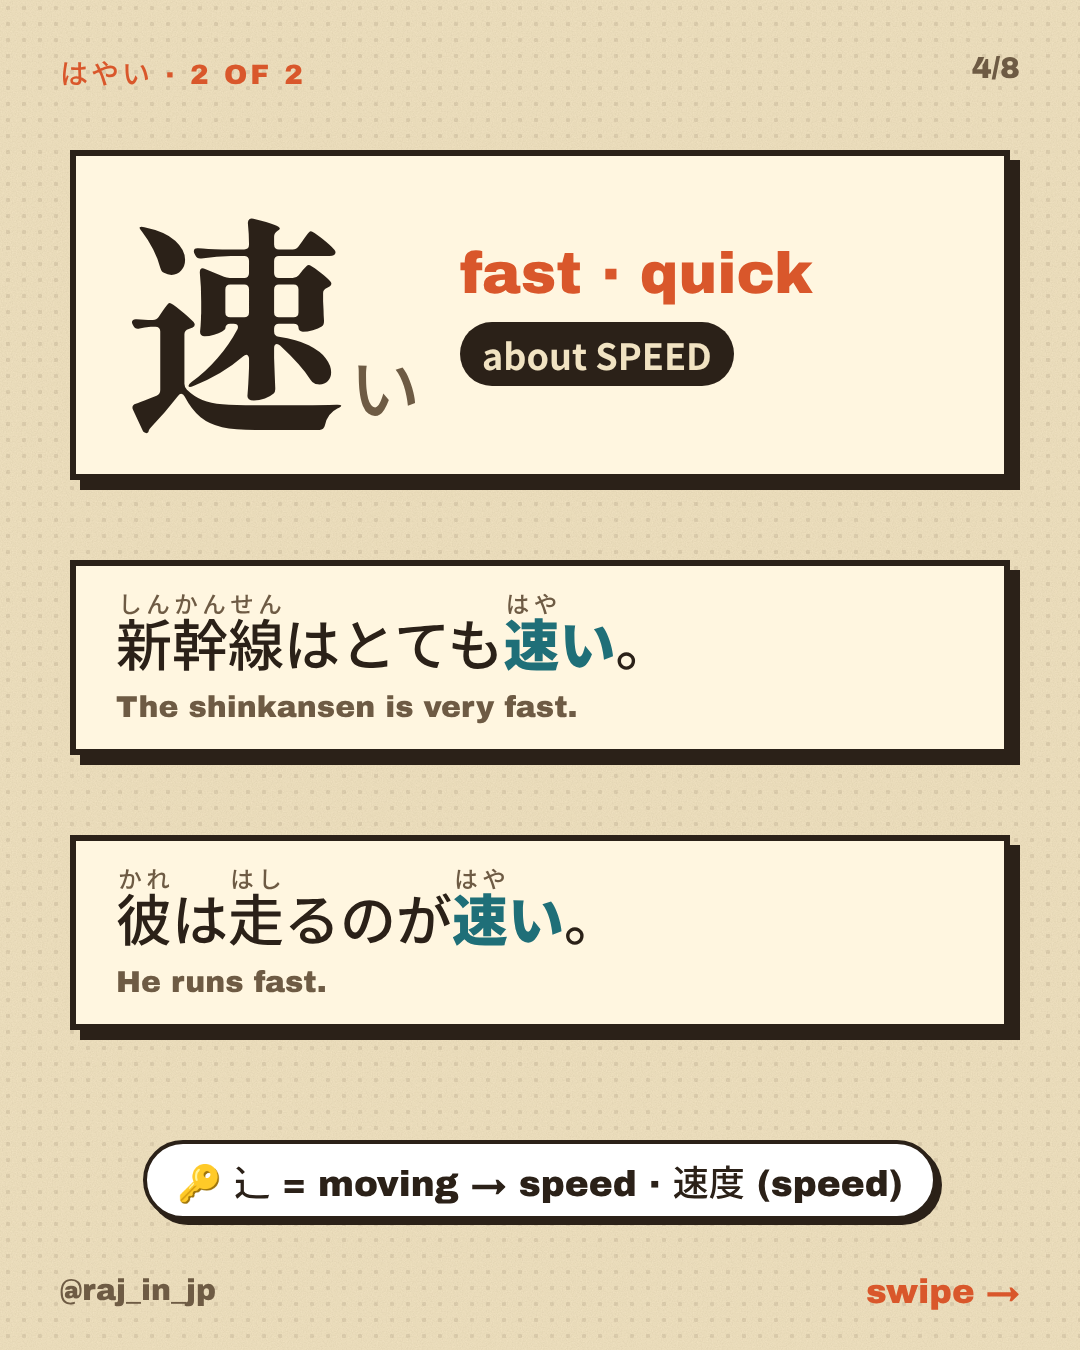 はやい · 2 OF 2
4/8
速い
fast · quick
about SPEED
しんかんせん はや
新幹線はとても速い。
The shinkansen is very fast.
かれ はし はや
彼は走るのが速い。
He runs fast.
🔑 辶 = moving → speed · 速度 (speed)
@raj_in_jp
swipe →